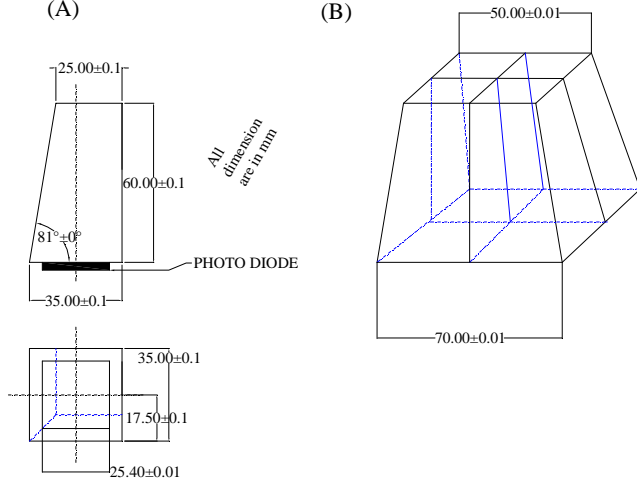 (A)
(B)
50.00±0.01
25.00±0.1
All
dimension
are in mm
60.00±0.1
81°±0°
PHOTO DIODE
35.00±0.1
70.00±0.01
35.00±0.1
17.50±0.1
25.40±0.01